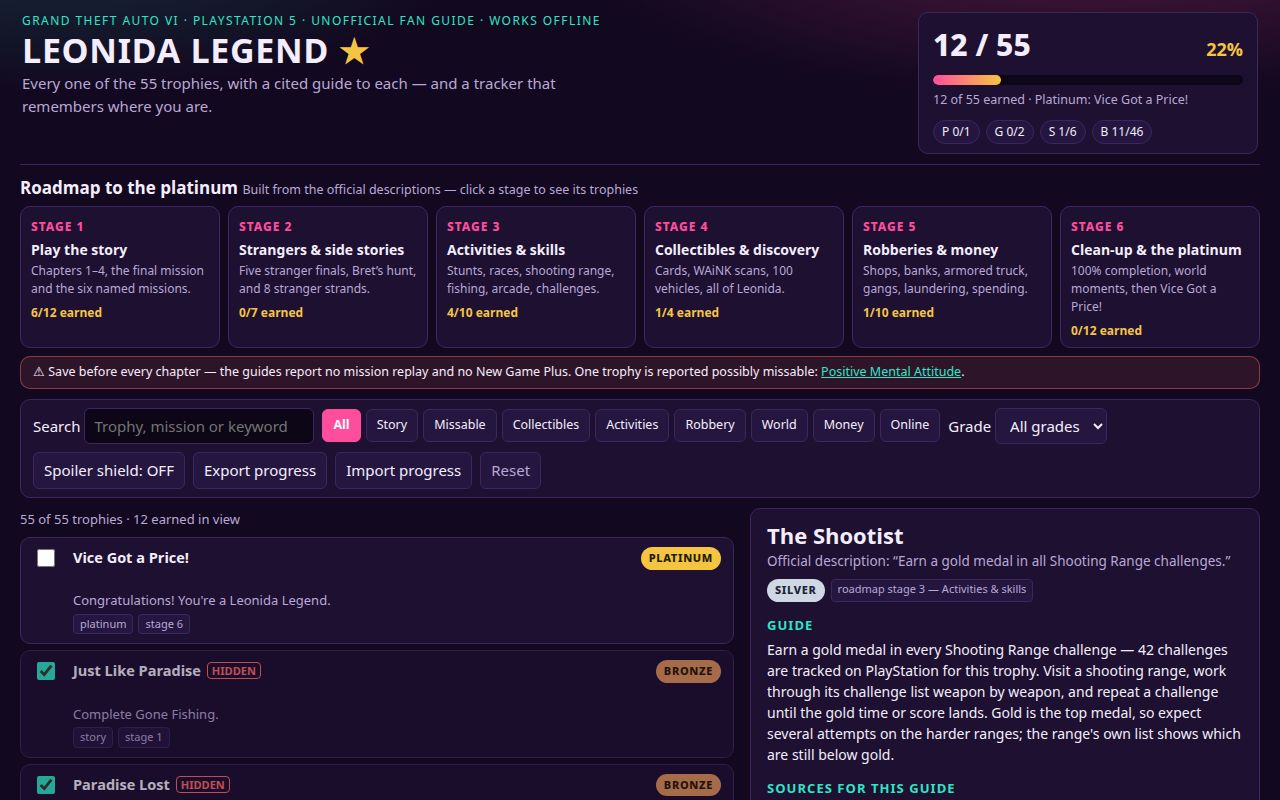 GRAND THEFT AUTO VI · PLAYSTATION 5 · UNOFFICIAL FAN GUIDE · WORKS OFFLINE
LEONIDA LEGEND ★
Every one of the 55 trophies, with a cited guide to each — and a tracker that
remembers where you are.
12 / 55
22%
12 of 55 earned · Platinum: Vice Got a Price!
P 0/1
G 0/2
S 1/6
B 11/46
Roadmap to the platinum Built from the official descriptions — click a stage to see its trophies
STAGE 1
Play the story
Chapters 1–4, the final mission
and the six named missions.
6/12 earned
STAGE 2
Strangers & side stories
Five stranger finals, Bret's hunt,
and 8 stranger strands.
0/7 earned
STAGE 3
Activities & skills
Stunts, races, shooting range,
fishing, arcade, challenges.
4/10 earned
STAGE 4
Collectibles & discovery
Cards, WAiNK scans, 100
vehicles, all of Leonida.
1/4 earned
STAGE 5
Robberies & money
Shops, banks, armored truck,
gangs, laundering, spending.
1/10 earned
STAGE 6
Clean-up & the platinum
100% completion, world
moments, then Vice Got a
Price!
0/12 earned
⚠ Save before every chapter — the guides report no mission replay and no New Game Plus. One trophy is reported possibly missable: Positive Mental Attitude.
Search
Trophy, mission or keyword
All
Story
Missable
Collectibles
Activities
Robbery
World
Money
Online
Grade
All grades
Spoiler shield: OFF
Export progress
Import progress
Reset
55 of 55 trophies · 12 earned in view
Vice Got a Price!
PLATINUM
Congratulations! You're a Leonida Legend.
platinum
stage 6
Just Like Paradise HIDDEN
BRONZE
Complete Gone Fishing.
story
stage 1
Paradise Lost HIDDEN
BRONZE
The Shootist
Official description: “Earn a gold medal in all Shooting Range challenges.”
SILVER
roadmap stage 3 — Activities & skills
GUIDE
Earn a gold medal in every Shooting Range challenge — 42 challenges
are tracked on PlayStation for this trophy. Visit a shooting range, work
through its challenge list weapon by weapon, and repeat a challenge
until the gold time or score lands. Gold is the top medal, so expect
several attempts on the harder ranges; the range's own list shows which
are still below gold.
SOURCES FOR THIS GUIDE